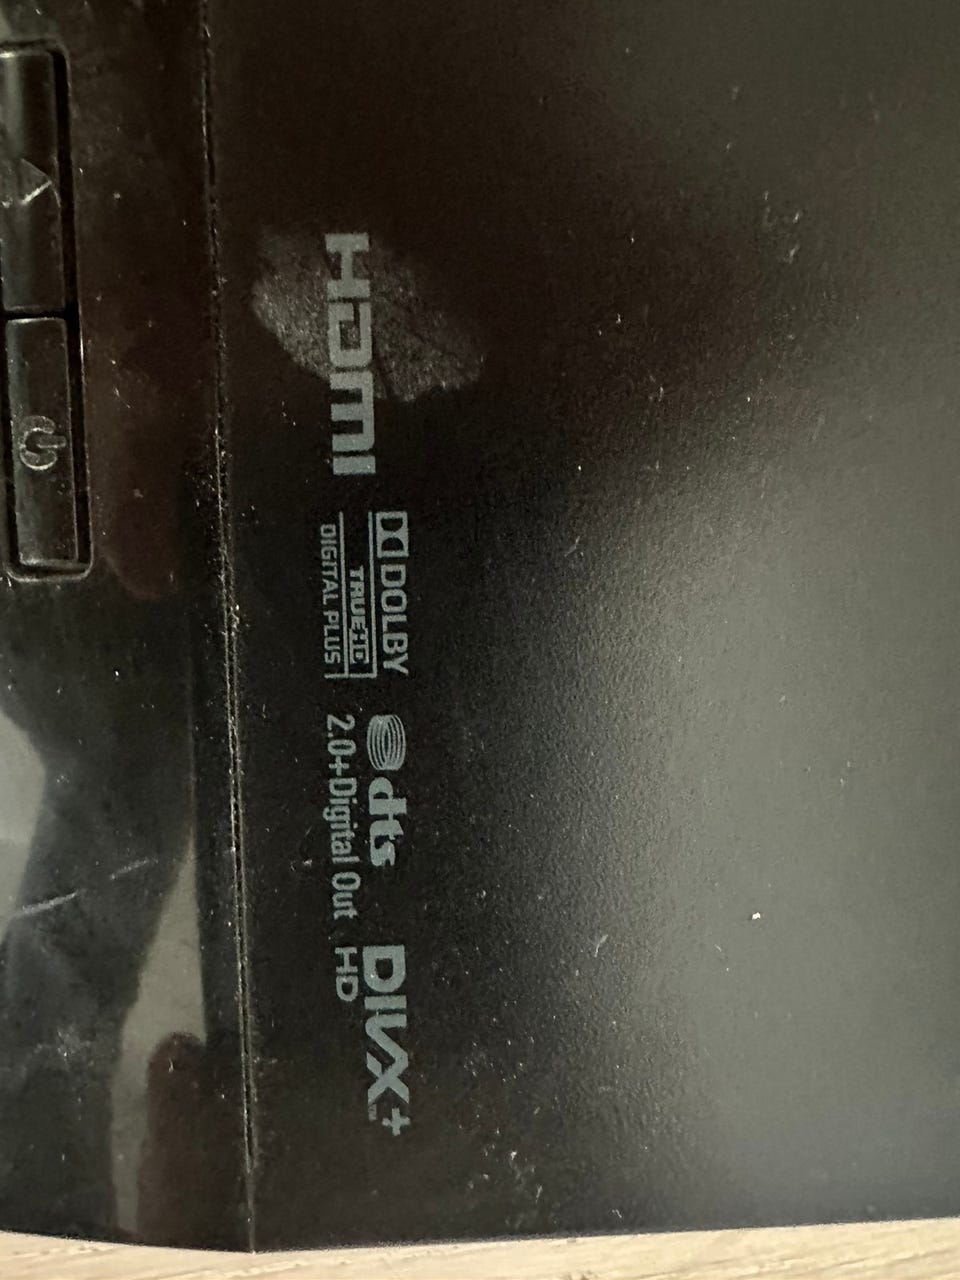 HDMI
DOLBY
TRUEHD
DIGITAL PLUS
dts
2.0+Digital Out
DIVX+
HD